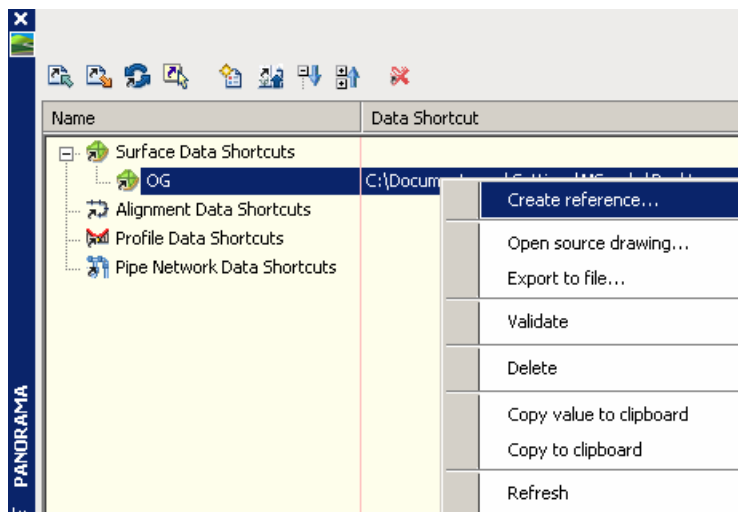 Name Data Shortcut
Surface Data Shortcuts
OG C:\Docum
Create reference...
Alignment Data Shortcuts
Open source drawing...
Profile Data Shortcuts
Export to file...
Pipe Network Data Shortcuts
Validate
Delete
Copy value to clipboard
Copy to clipboard
Refresh
PANORAMA